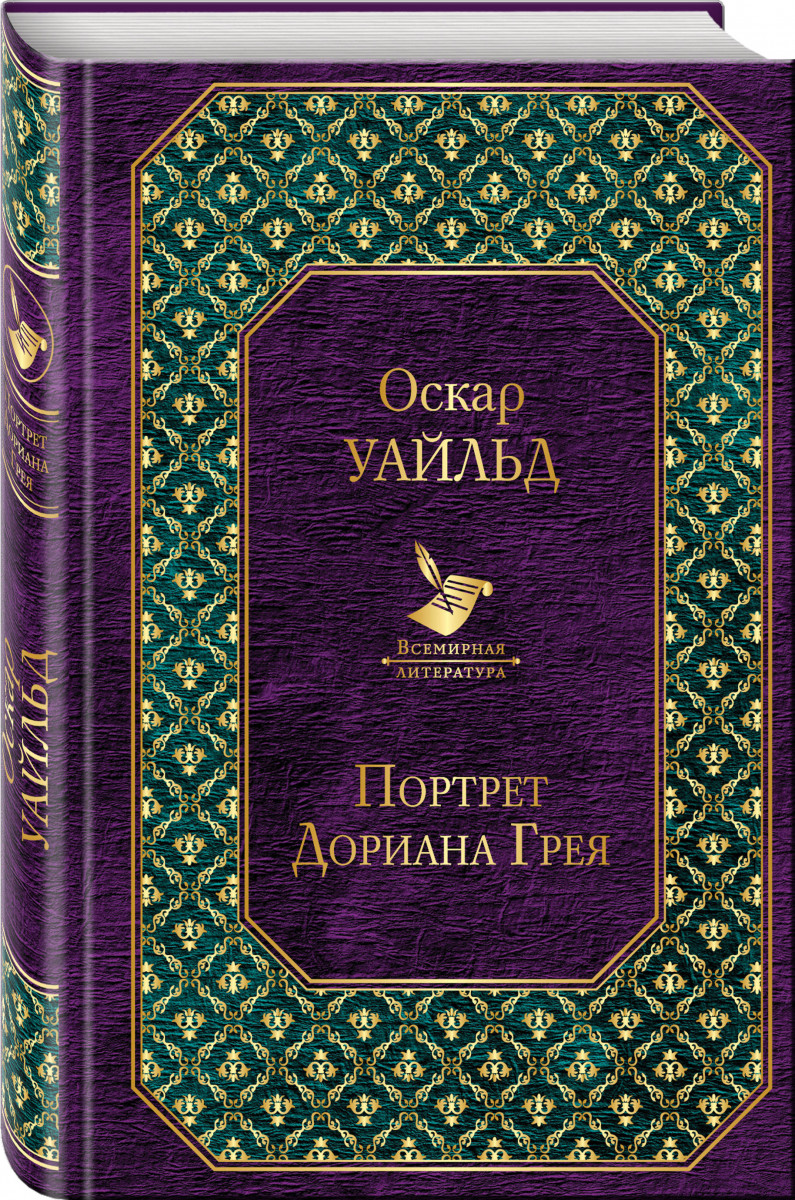 Оскар
УАЙЛЬД
Всемирная
литература
Портрет
Дориана Грея
Портрет
Дориана
Грея
Оскар
УАЙЛЬД